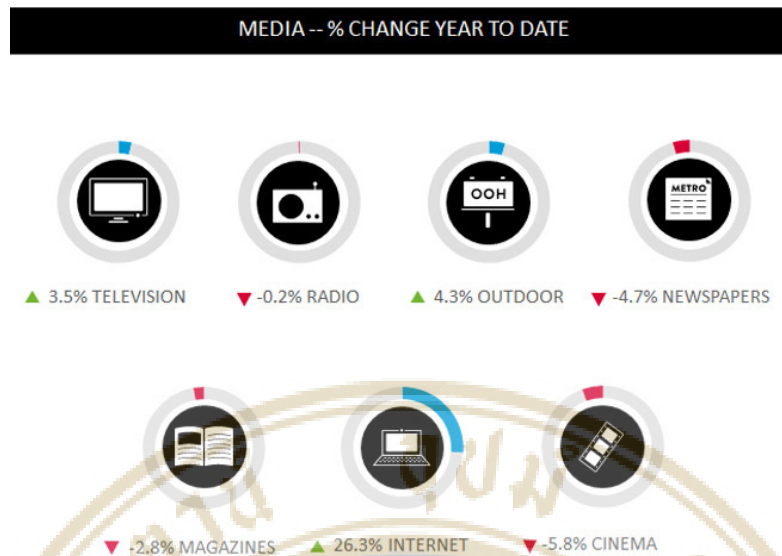 MEDIA -- % CHANGE YEAR TO DATE
OOH
METRO
▲ 3.5% TELEVISION
▼ -0.2% RADIO
▲ 4.3% OUTDOOR
▼ -4.7% NEWSPAPERS
▼ -2.8% MAGAZINES
▲ 26.3% INTERNET
▼ -5.8% CINEMA